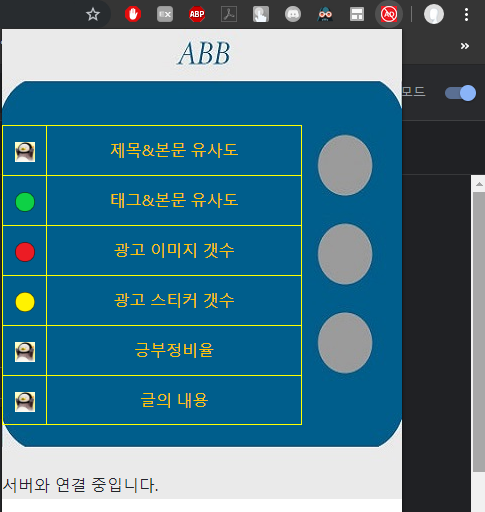 ABP
ABB
모드
제목&본문 유사도
태그&본문 유사도
광고 이미지 갯수
광고 스티커 갯수
긍부정비율
글의 내용
서버와 연결 중입니다.